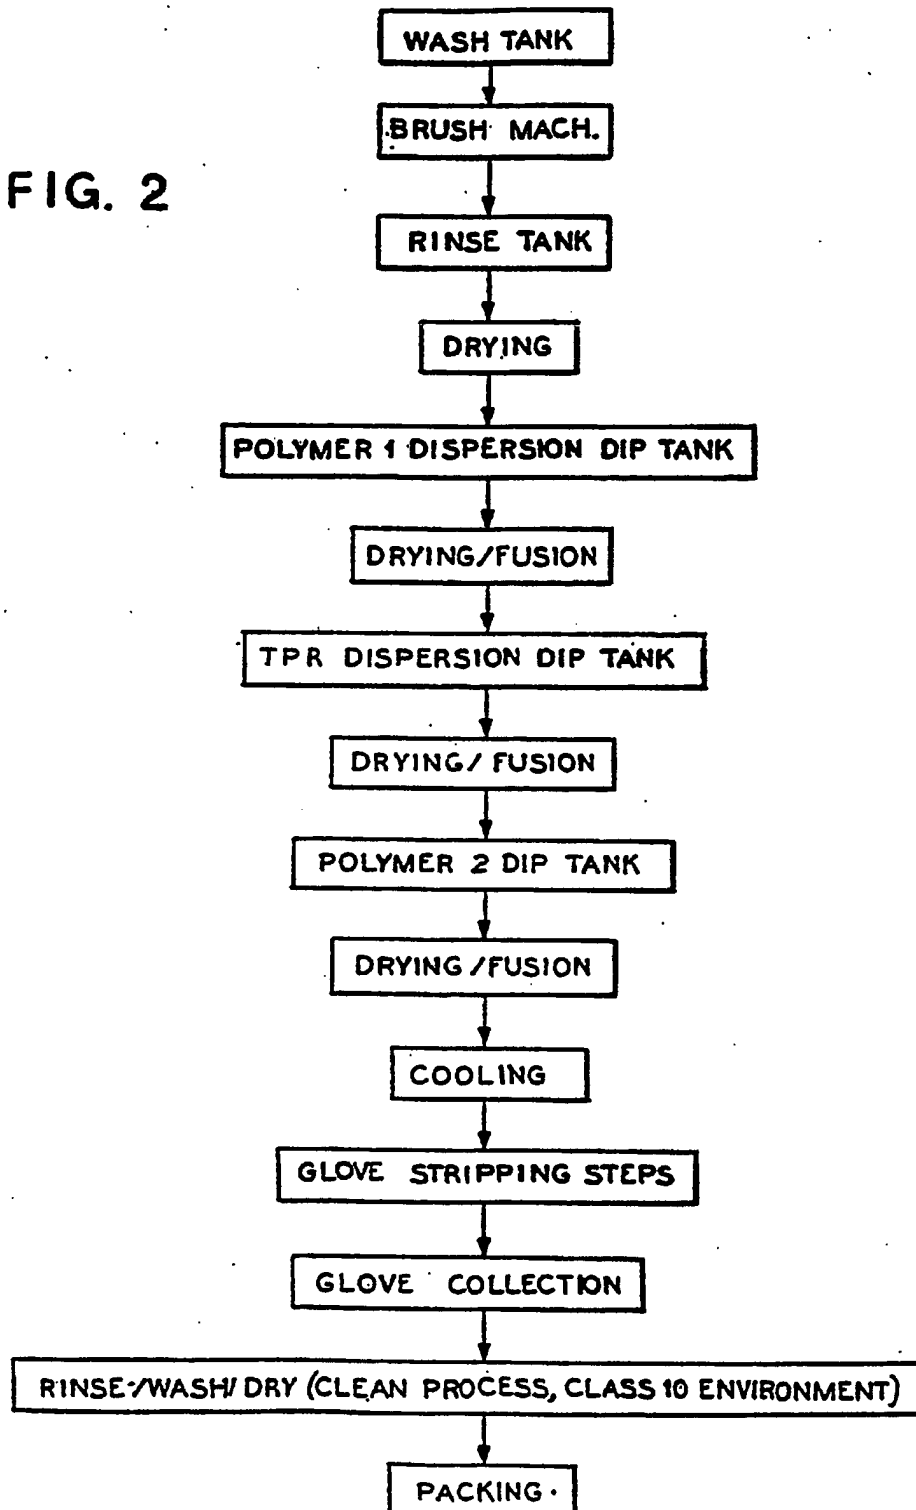 WASH TANK
BRUSH MACH.
FIG. 2
RINSE TANK
DRYING
POLYMER 1 DISPERSION DIP TANK
DRYING/FUSION
TPR DISPERSION DIP TANK
DRYING/FUSION
POLYMER 2 DIP TANK
DRYING/FUSION
COOLING
GLOVE STRIPPING STEPS
GLOVE COLLECTION
RINSE/WASH/DRY (CLEAN PROCESS, CLASS 10 ENVIRONMENT)
PACKING